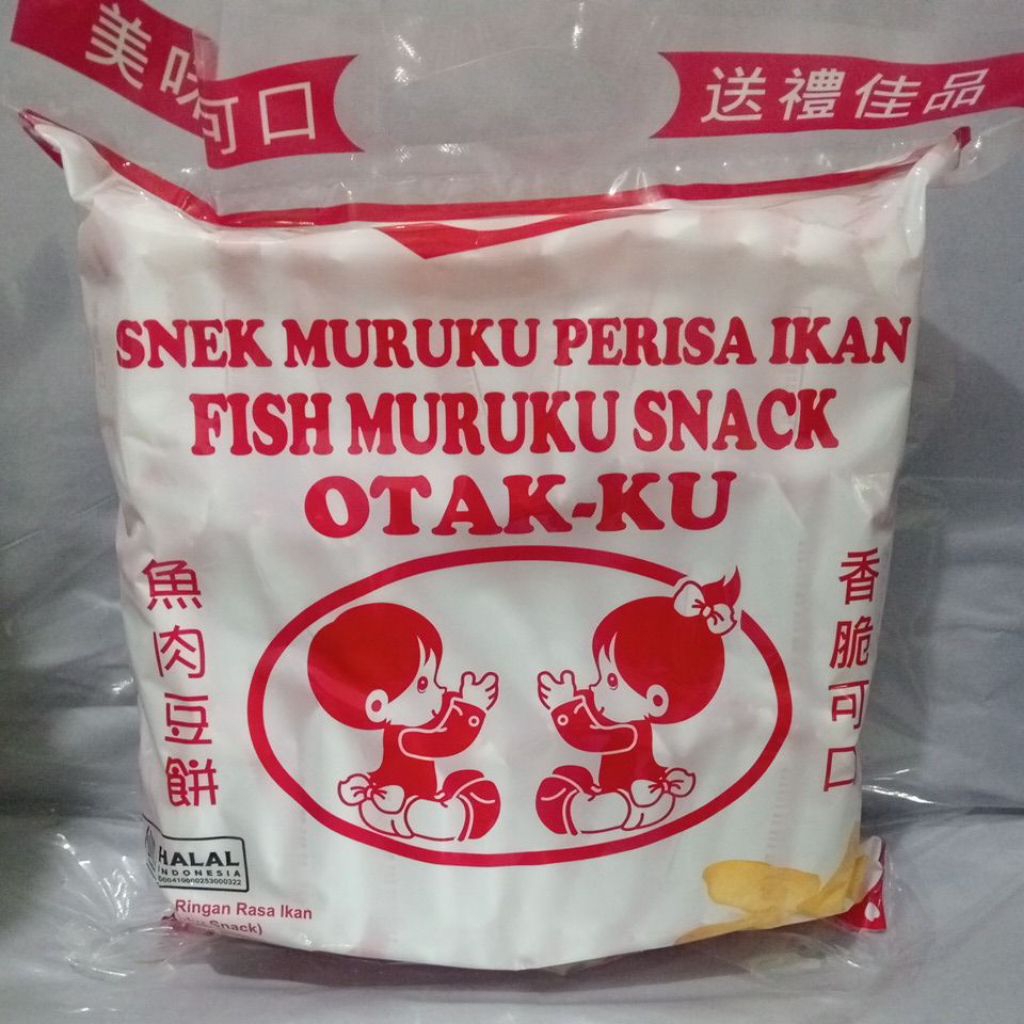 美味可口
送禮佳品
SNEK MURUKU PERISA IKAN
FISH MURUKU SNACK
OTAK-KU
魚肉豆餅
香脆可口
HALAL
INDONESIA
Ringan Rasa Ikan
Snack)